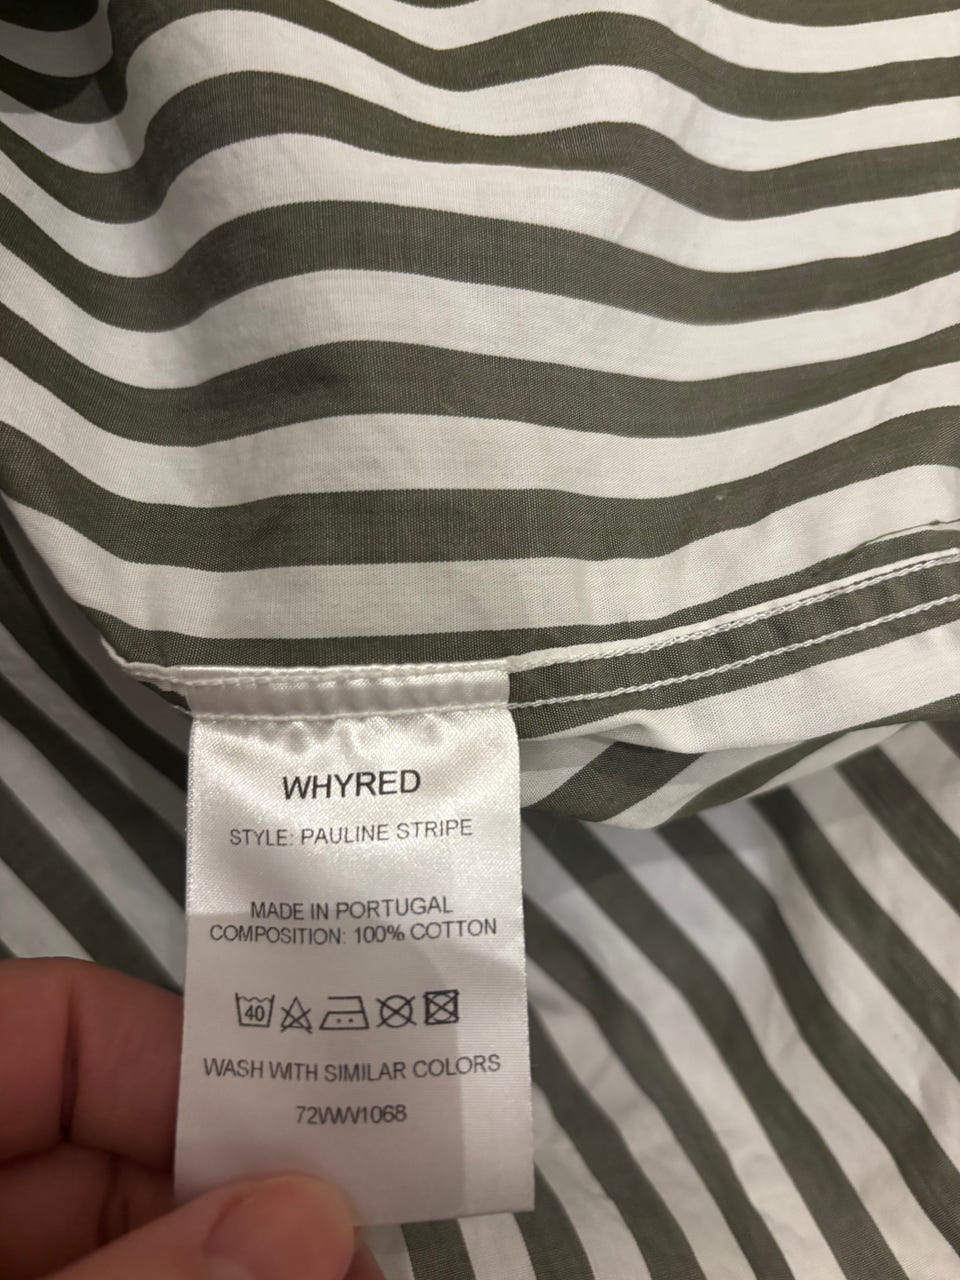 WHYRED
STYLE: PAULINE STRIPE
MADE IN PORTUGAL
COMPOSITION: 100% COTTON
40
WASH WITH SIMILAR COLORS
72WW1068